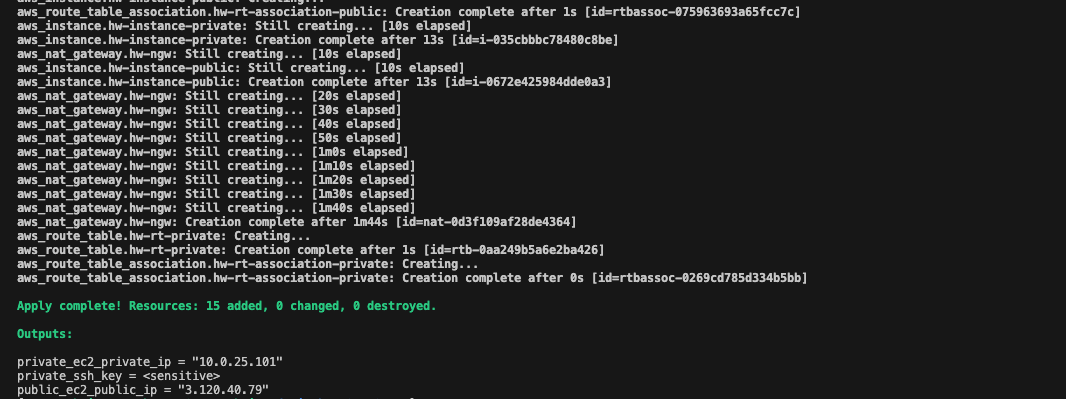 aws_route_table_association.hw-rt-association-public: Creation complete after 1s [id=rtbassoc-075963693a65fcc7c]
aws_instance.hw-instance-private: Still creating... [10s elapsed]
aws_instance.hw-instance-private: Creation complete after 13s [id=i-035cbbbc78480c8be]
aws_nat_gateway.hw-ngw: Still creating... [10s elapsed]
aws_instance.hw-instance-public: Still creating... [10s elapsed]
aws_instance.hw-instance-public: Creation complete after 13s [id=i-0672e425984dde0a3]
aws_nat_gateway.hw-ngw: Still creating... [20s elapsed]
aws_nat_gateway.hw-ngw: Still creating... [30s elapsed]
aws_nat_gateway.hw-ngw: Still creating... [40s elapsed]
aws_nat_gateway.hw-ngw: Still creating... [50s elapsed]
aws_nat_gateway.hw-ngw: Still creating... [1m0s elapsed]
aws_nat_gateway.hw-ngw: Still creating... [1m10s elapsed]
aws_nat_gateway.hw-ngw: Still creating... [1m20s elapsed]
aws_nat_gateway.hw-ngw: Still creating... [1m30s elapsed]
aws_nat_gateway.hw-ngw: Still creating... [1m40s elapsed]
aws_nat_gateway.hw-ngw: Creation complete after 1m44s [id=nat-0d3f109af28de4364]
aws_route_table.hw-rt-private: Creating...
aws_route_table.hw-rt-private: Creation complete after 1s [id=rtb-0aa249b5a6e2ba426]
aws_route_table_association.hw-rt-association-private: Creating...
aws_route_table_association.hw-rt-association-private: Creation complete after 0s [id=rtbassoc-0269cd785d334b5bb]
Apply complete! Resources: 15 added, 0 changed, 0 destroyed.
Outputs:
private_ec2_private_ip = "10.0.25.101"
private_ssh_key = <sensitive>
public_ec2_public_ip = "3.120.40.79"